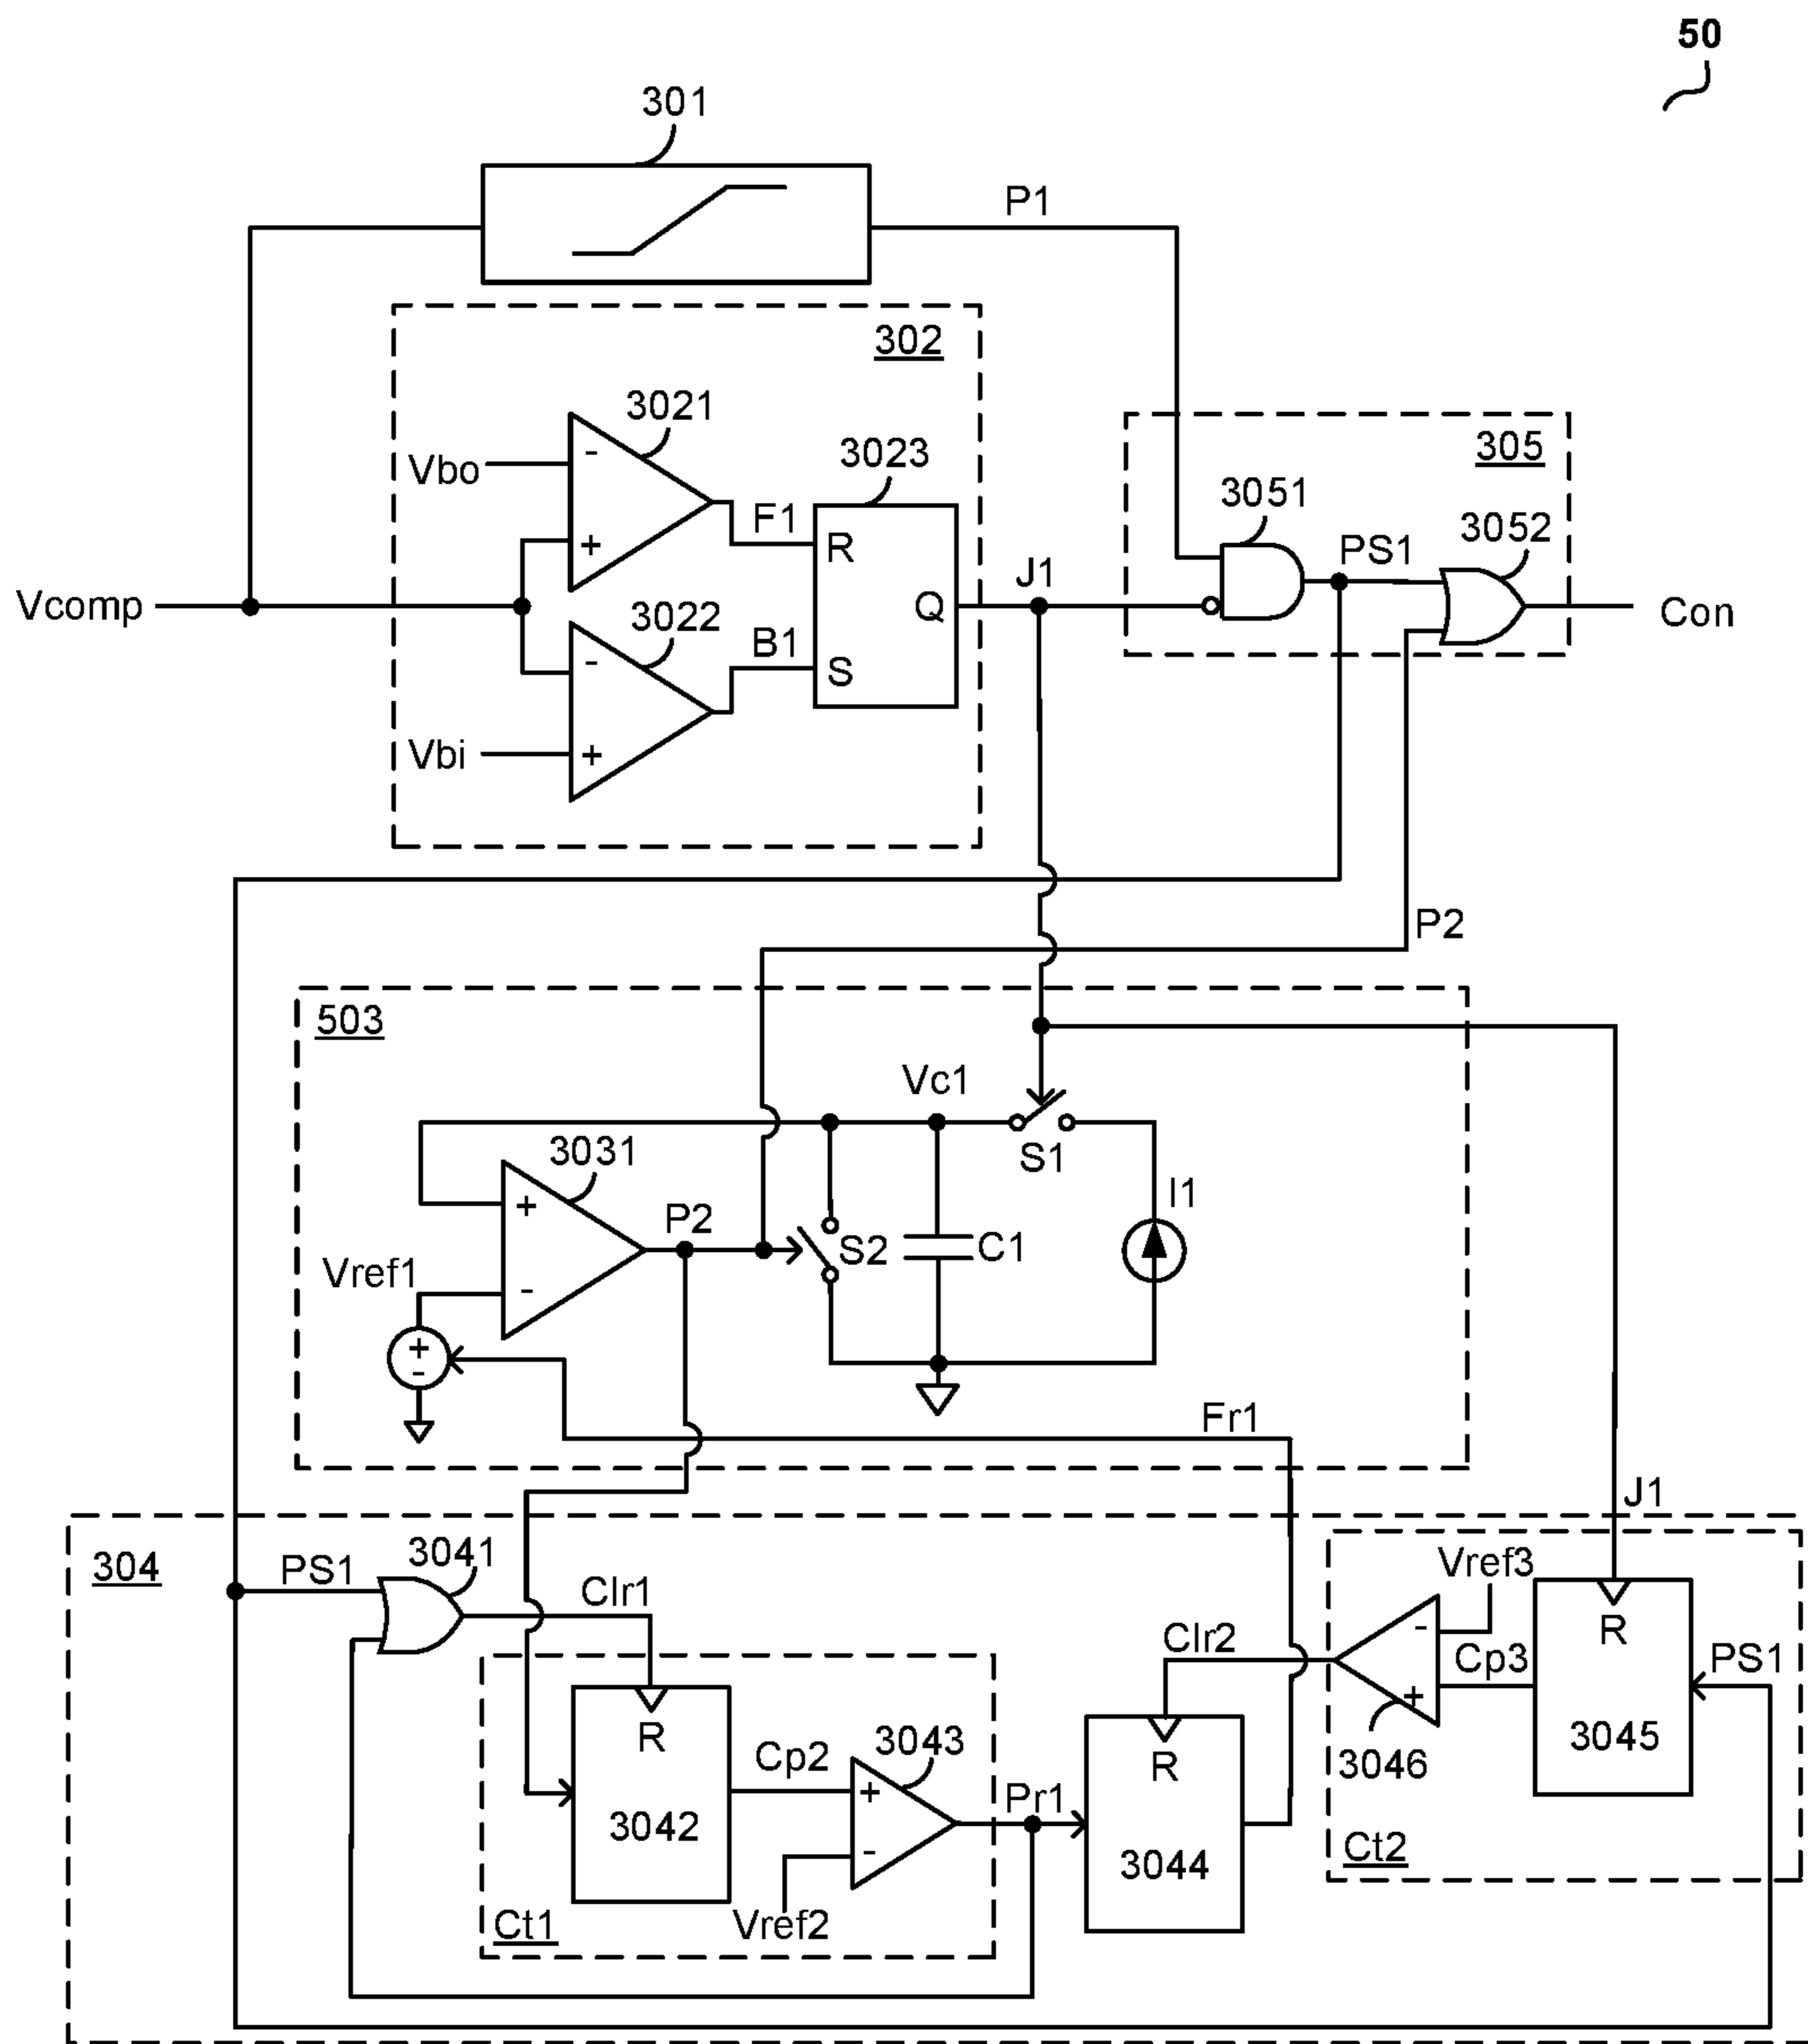 50
301
P1
302
3021
Vbo
-
+
F1
3023
R
Q
S
J1
305
3051
PS1
3052
Con
Vcomp
3022
-
+
B1
Vbi
P2
503
Vc1
S1
3031
+
-
P2
S2
C1
I1
Vref1
+
-
Fr1
J1
304
PS1
3041
Clr1
Vref3
-
+
Clr2
Cp3
R
PS1
3045
3046
R
3042
Cp2
3043
+
-
Pr1
R
3044
Vref2
Ct1
Ct2